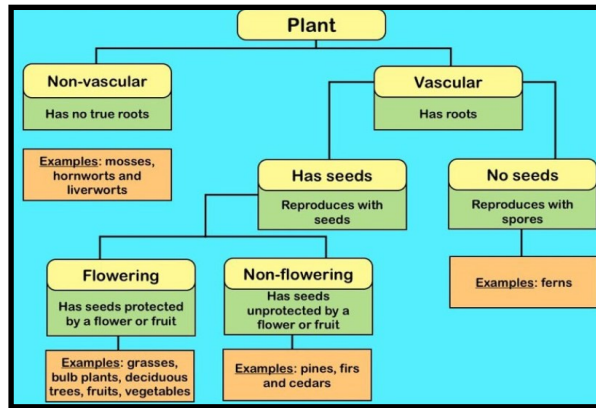 Plant
Non-vascular
Has no true roots
Examples: mosses,
hornworts and
liverworts
Vascular
Has roots
Has seeds
Reproduces with
seeds
No seeds
Reproduces with
spores
Examples: ferns
Flowering
Has seeds protected
by a flower or fruit
Examples: grasses,
bulb plants, deciduous
trees, fruits, vegetables
Non-flowering
Has seeds
unprotected by a
flower or fruit
Examples: pines, firs
and cedars